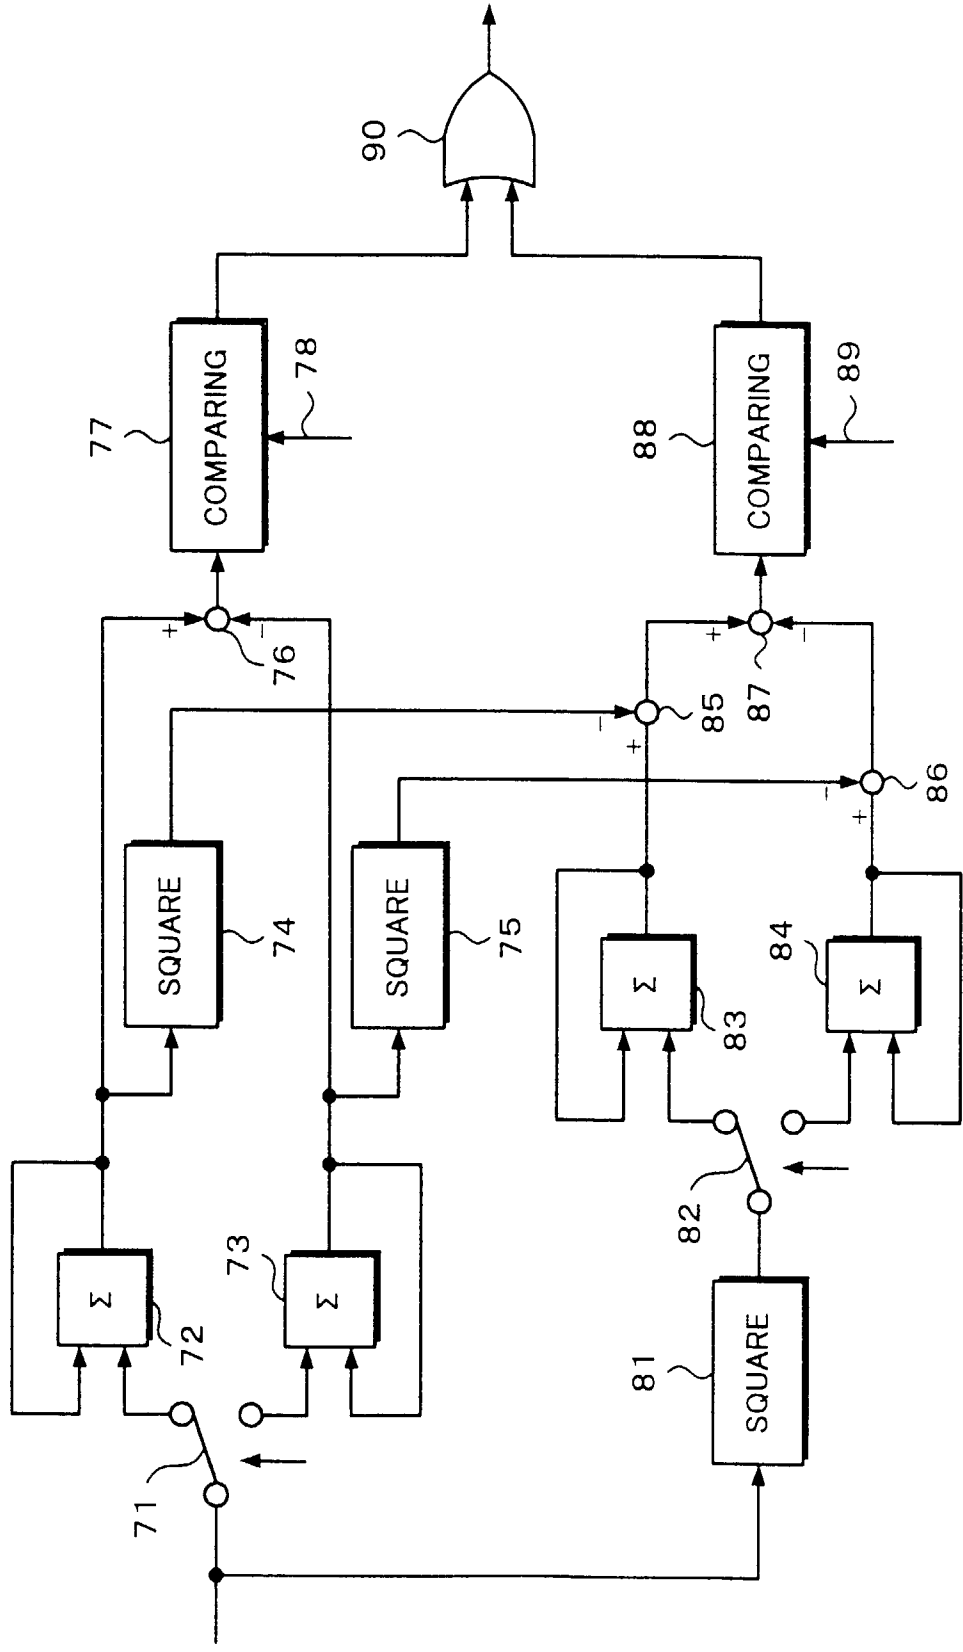 90
77
COMPARING
78
88
COMPARING
89
+
−
76
+
−
87
−
+
85
−
+
86
SQUARE
74
SQUARE
75
Σ
83
Σ
84
82
Σ
72
Σ
73
71
SQUARE
81